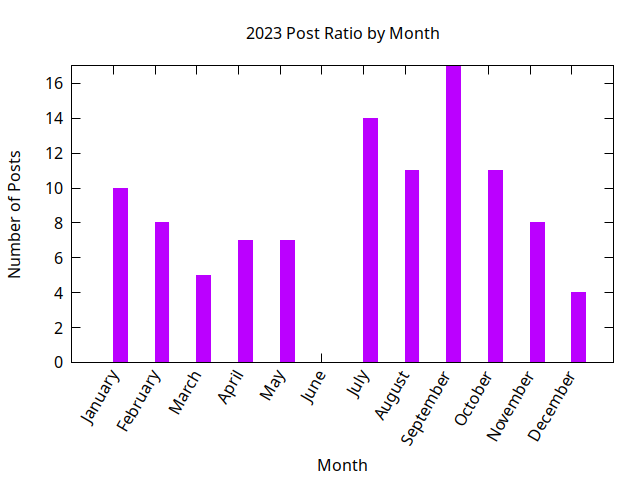 2023 Post Ratio by Month
Number of Posts
16
14
12
10
8
6
4
2
0
January
February
March
April
May
June
July
August
September
October
November
December
Month